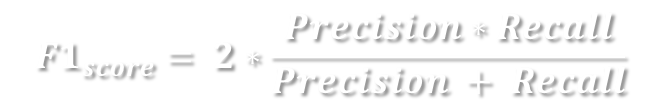 F1score = 2 * Precision * Recall
Precision + Recall